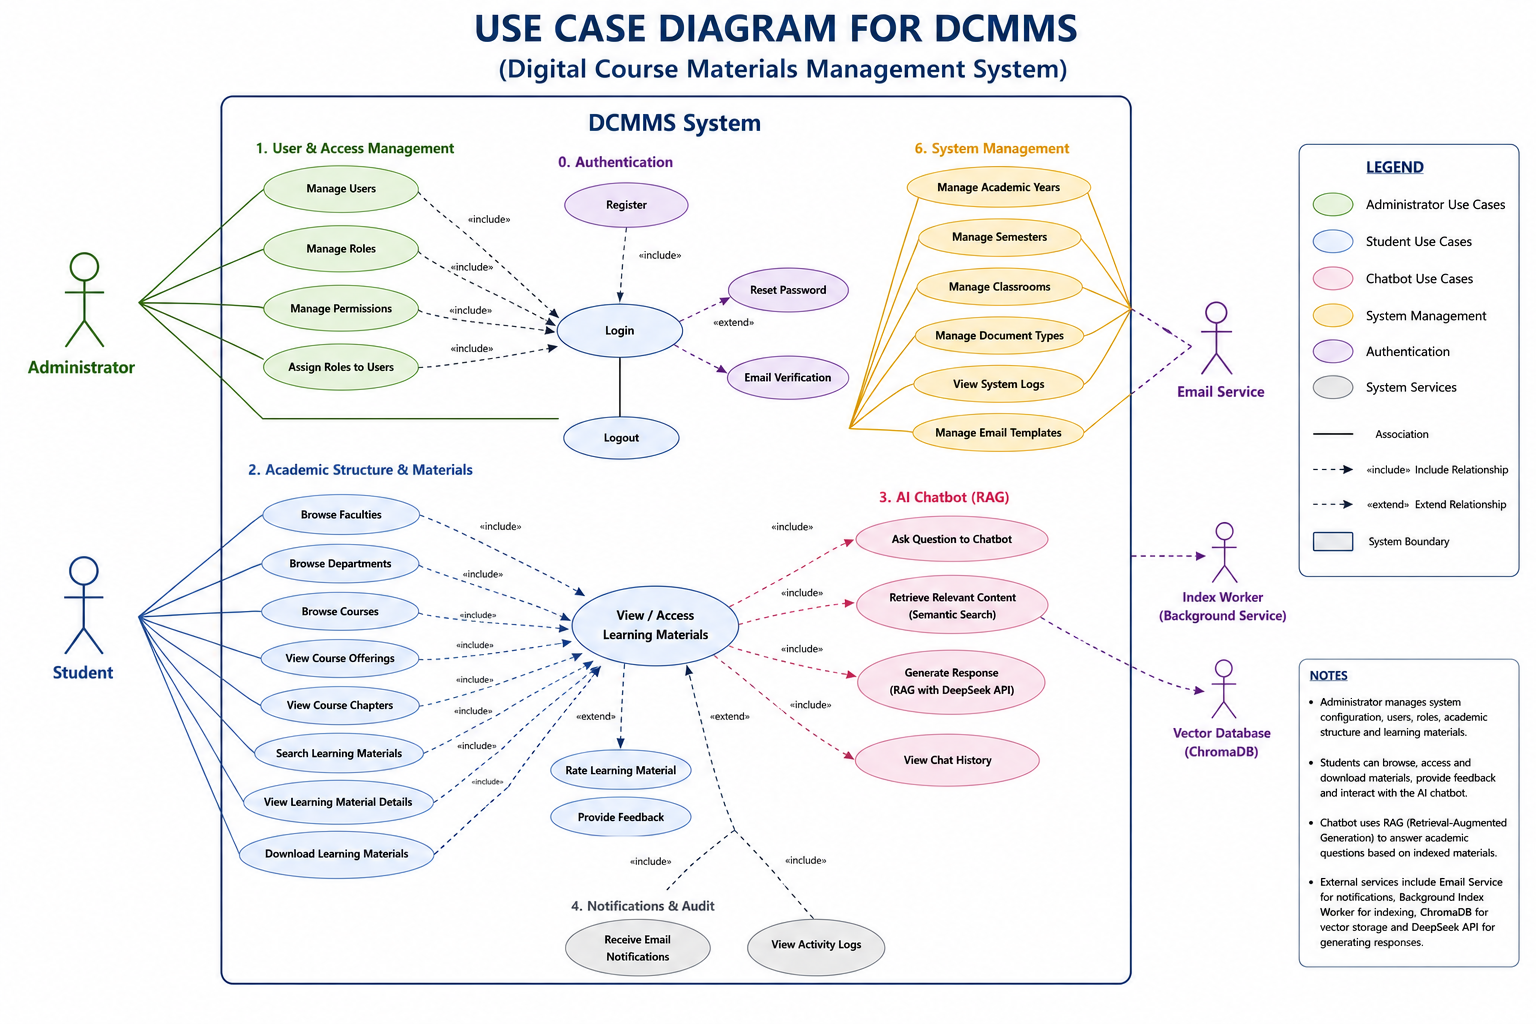 USE CASE DIAGRAM FOR DCMMS
(Digital Course Materials Management System)
DCMMS System
1. User & Access Management
Manage Users
Manage Roles
Manage Permissions
Assign Roles to Users
«include»
«include»
«include»
«include»
0. Authentication
Register
«include»
Login
Reset Password
«extend»
Email Verification
Logout
6. System Management
Manage Academic Years
Manage Semesters
Manage Classrooms
Manage Document Types
View System Logs
Manage Email Templates
Administrator
Email Service
2. Academic Structure & Materials
Browse Faculties
Browse Departments
Browse Courses
View Course Offerings
View Course Chapters
Search Learning Materials
View Learning Material Details
Download Learning Materials
«include»
«include»
«include»
«include»
«include»
«include»
«include»
«include»
Student
View / Access
Learning Materials
«extend»
«extend»
Rate Learning Material
Provide Feedback
«include»
«include»
3. AI Chatbot (RAG)
«include»
Ask Question to Chatbot
«include»
Retrieve Relevant Content
(Semantic Search)
«include»
Generate Response
(RAG with DeepSeek API)
«include»
View Chat History
Index Worker
(Background Service)
Vector Database
(ChromaDB)
4. Notifications & Audit
Receive Email
Notifications
View Activity Logs
LEGEND
Administrator Use Cases
Student Use Cases
Chatbot Use Cases
System Management
Authentication
System Services
Association
«include» Include Relationship
«extend» Extend Relationship
System Boundary
NOTES
• Administrator manages system
configuration, users, roles, academic
structure and learning materials.
• Students can browse, access and
download materials, provide feedback
and interact with the AI chatbot.
• Chatbot uses RAG (Retrieval-Augmented
Generation) to answer academic
questions based on indexed materials.
• External services include Email Service
for notifications, Background Index
Worker for indexing, ChromaDB for
vector storage and DeepSeek API for
generating responses.